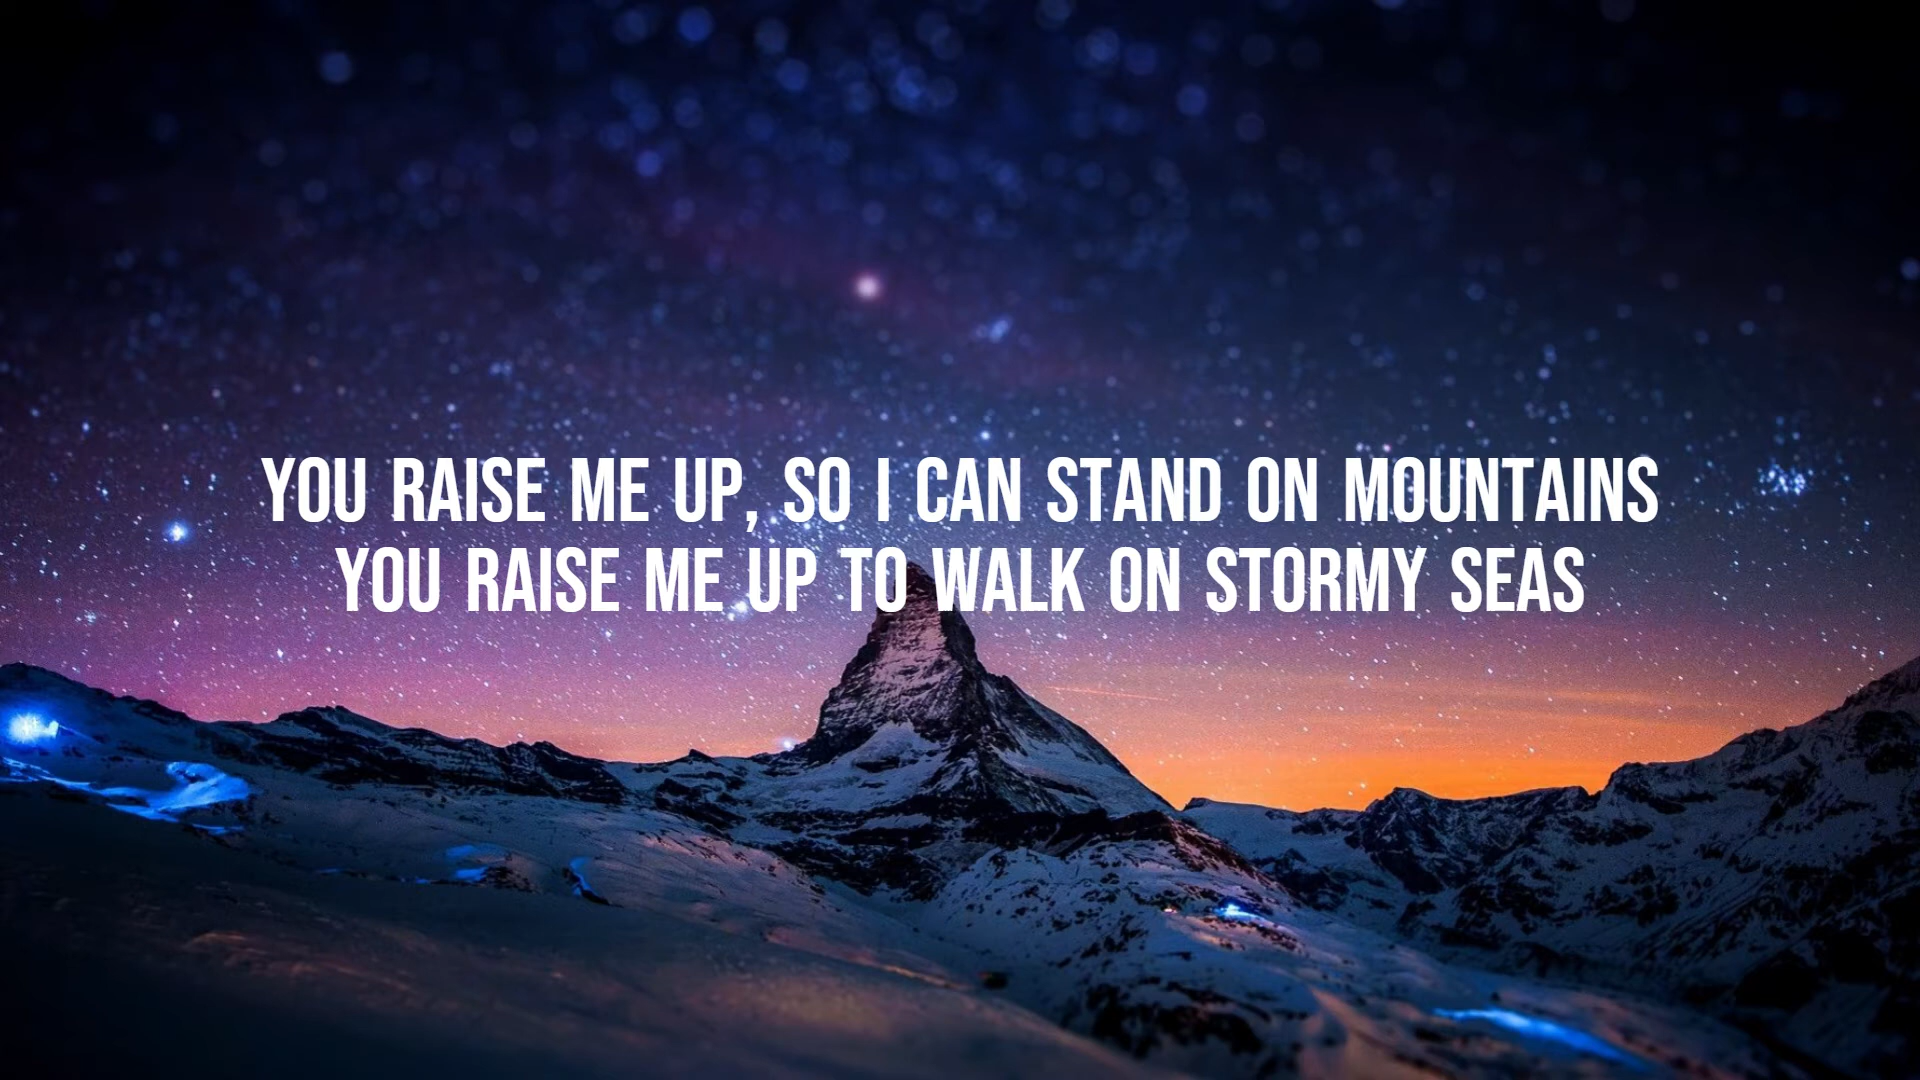 YOU RAISE ME UP, SO I CAN STAND ON MOUNTAINS
YOU RAISE ME UP TO WALK ON STORMY SEAS